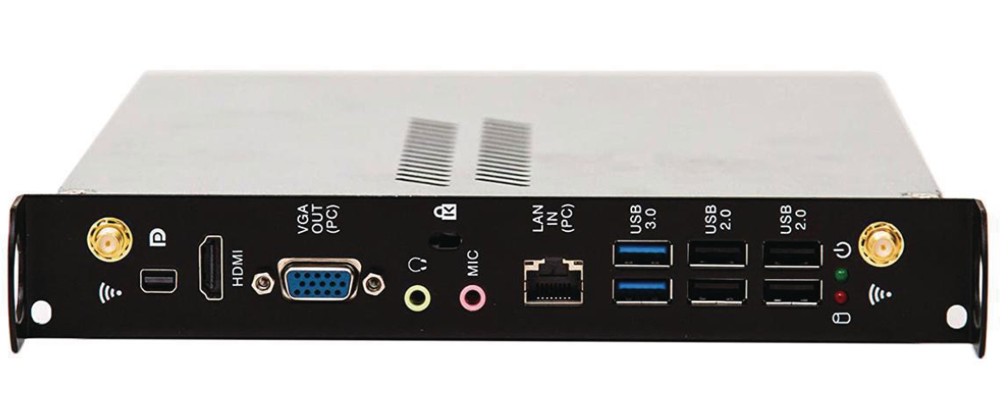 HDMI
VGA
OUT
(PC)
K
MIC
LAN
IN
(PC)
USB
3.0
USB
2.0
USB
2.0